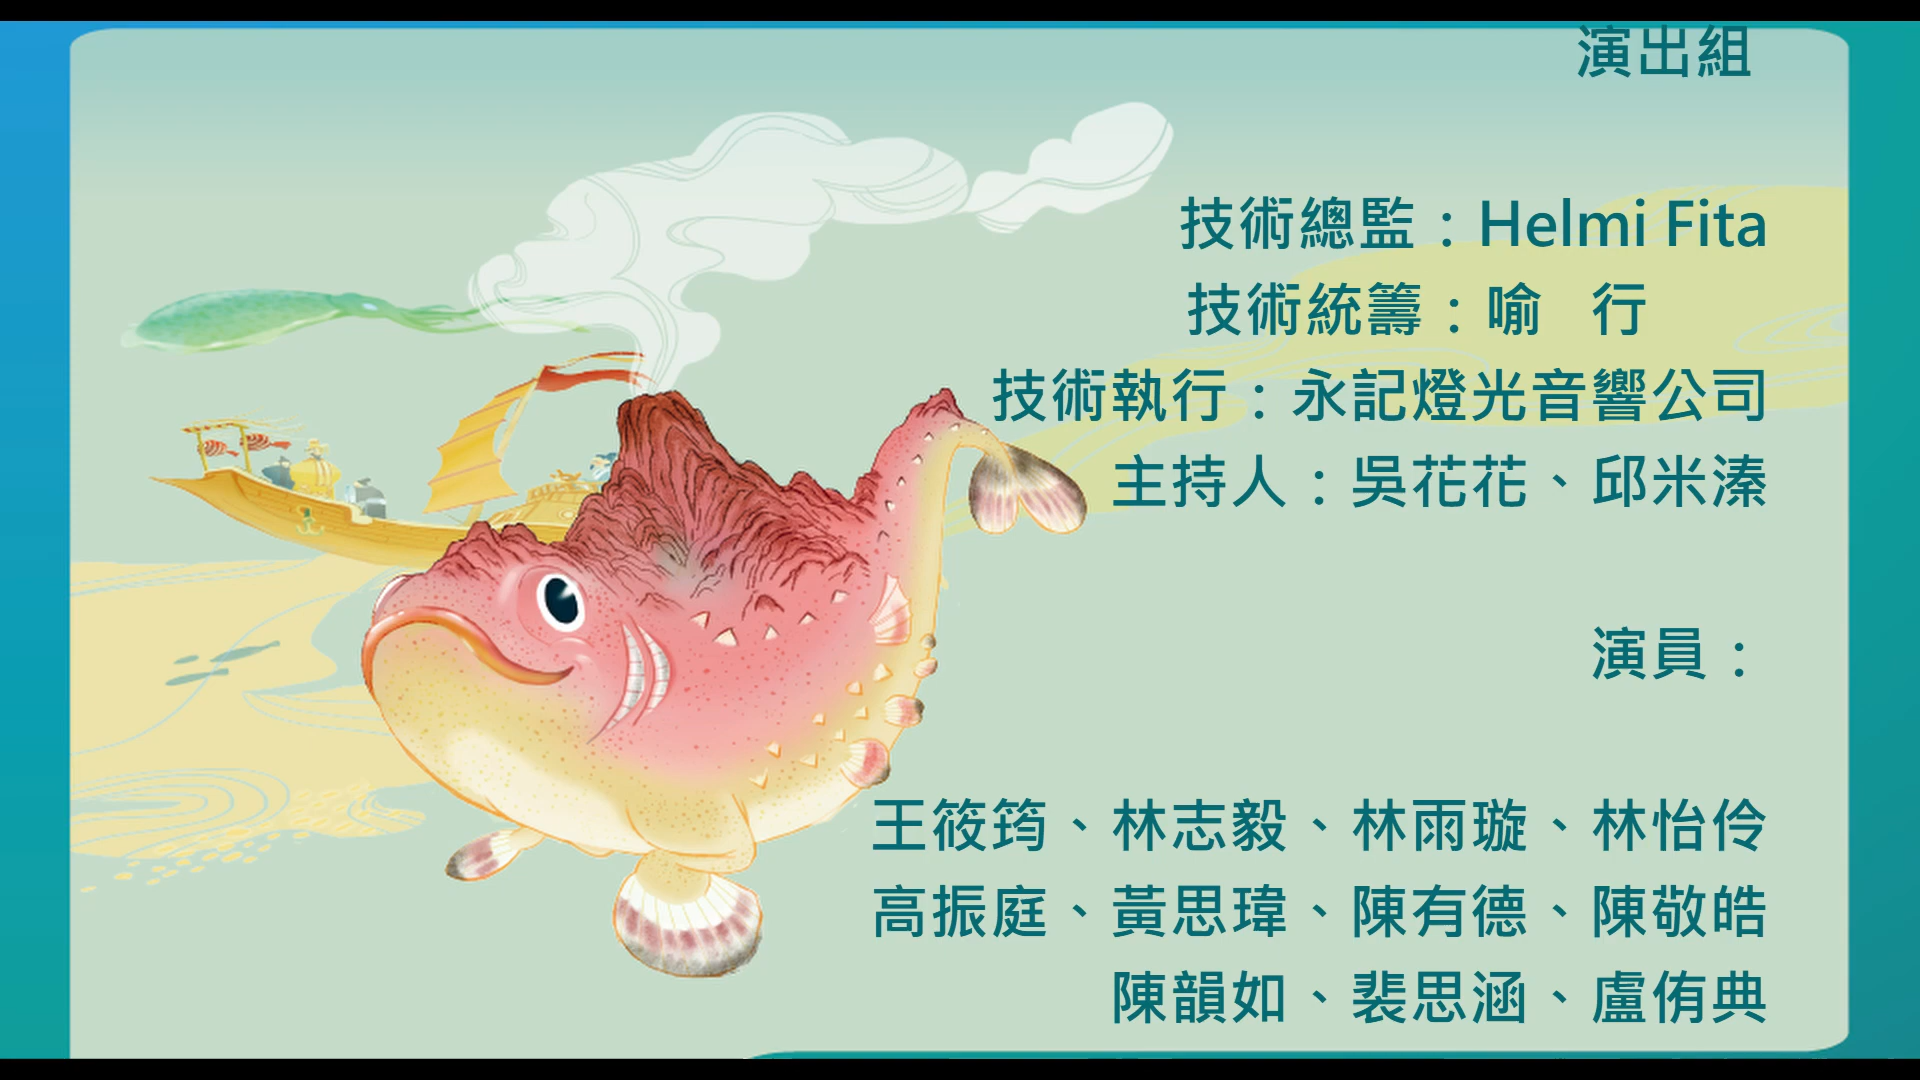 演出組
技術總監：Helmi Fita
技術統籌：喻　行
技術執行：永記燈光音響公司
主持人：吳花花、邱米溱
演員：
王筱筠、林志毅、林雨璇、林怡伶
高振庭、黃思瑋、陳有德、陳敬皓
陳韻如、裴思涵、盧侑典